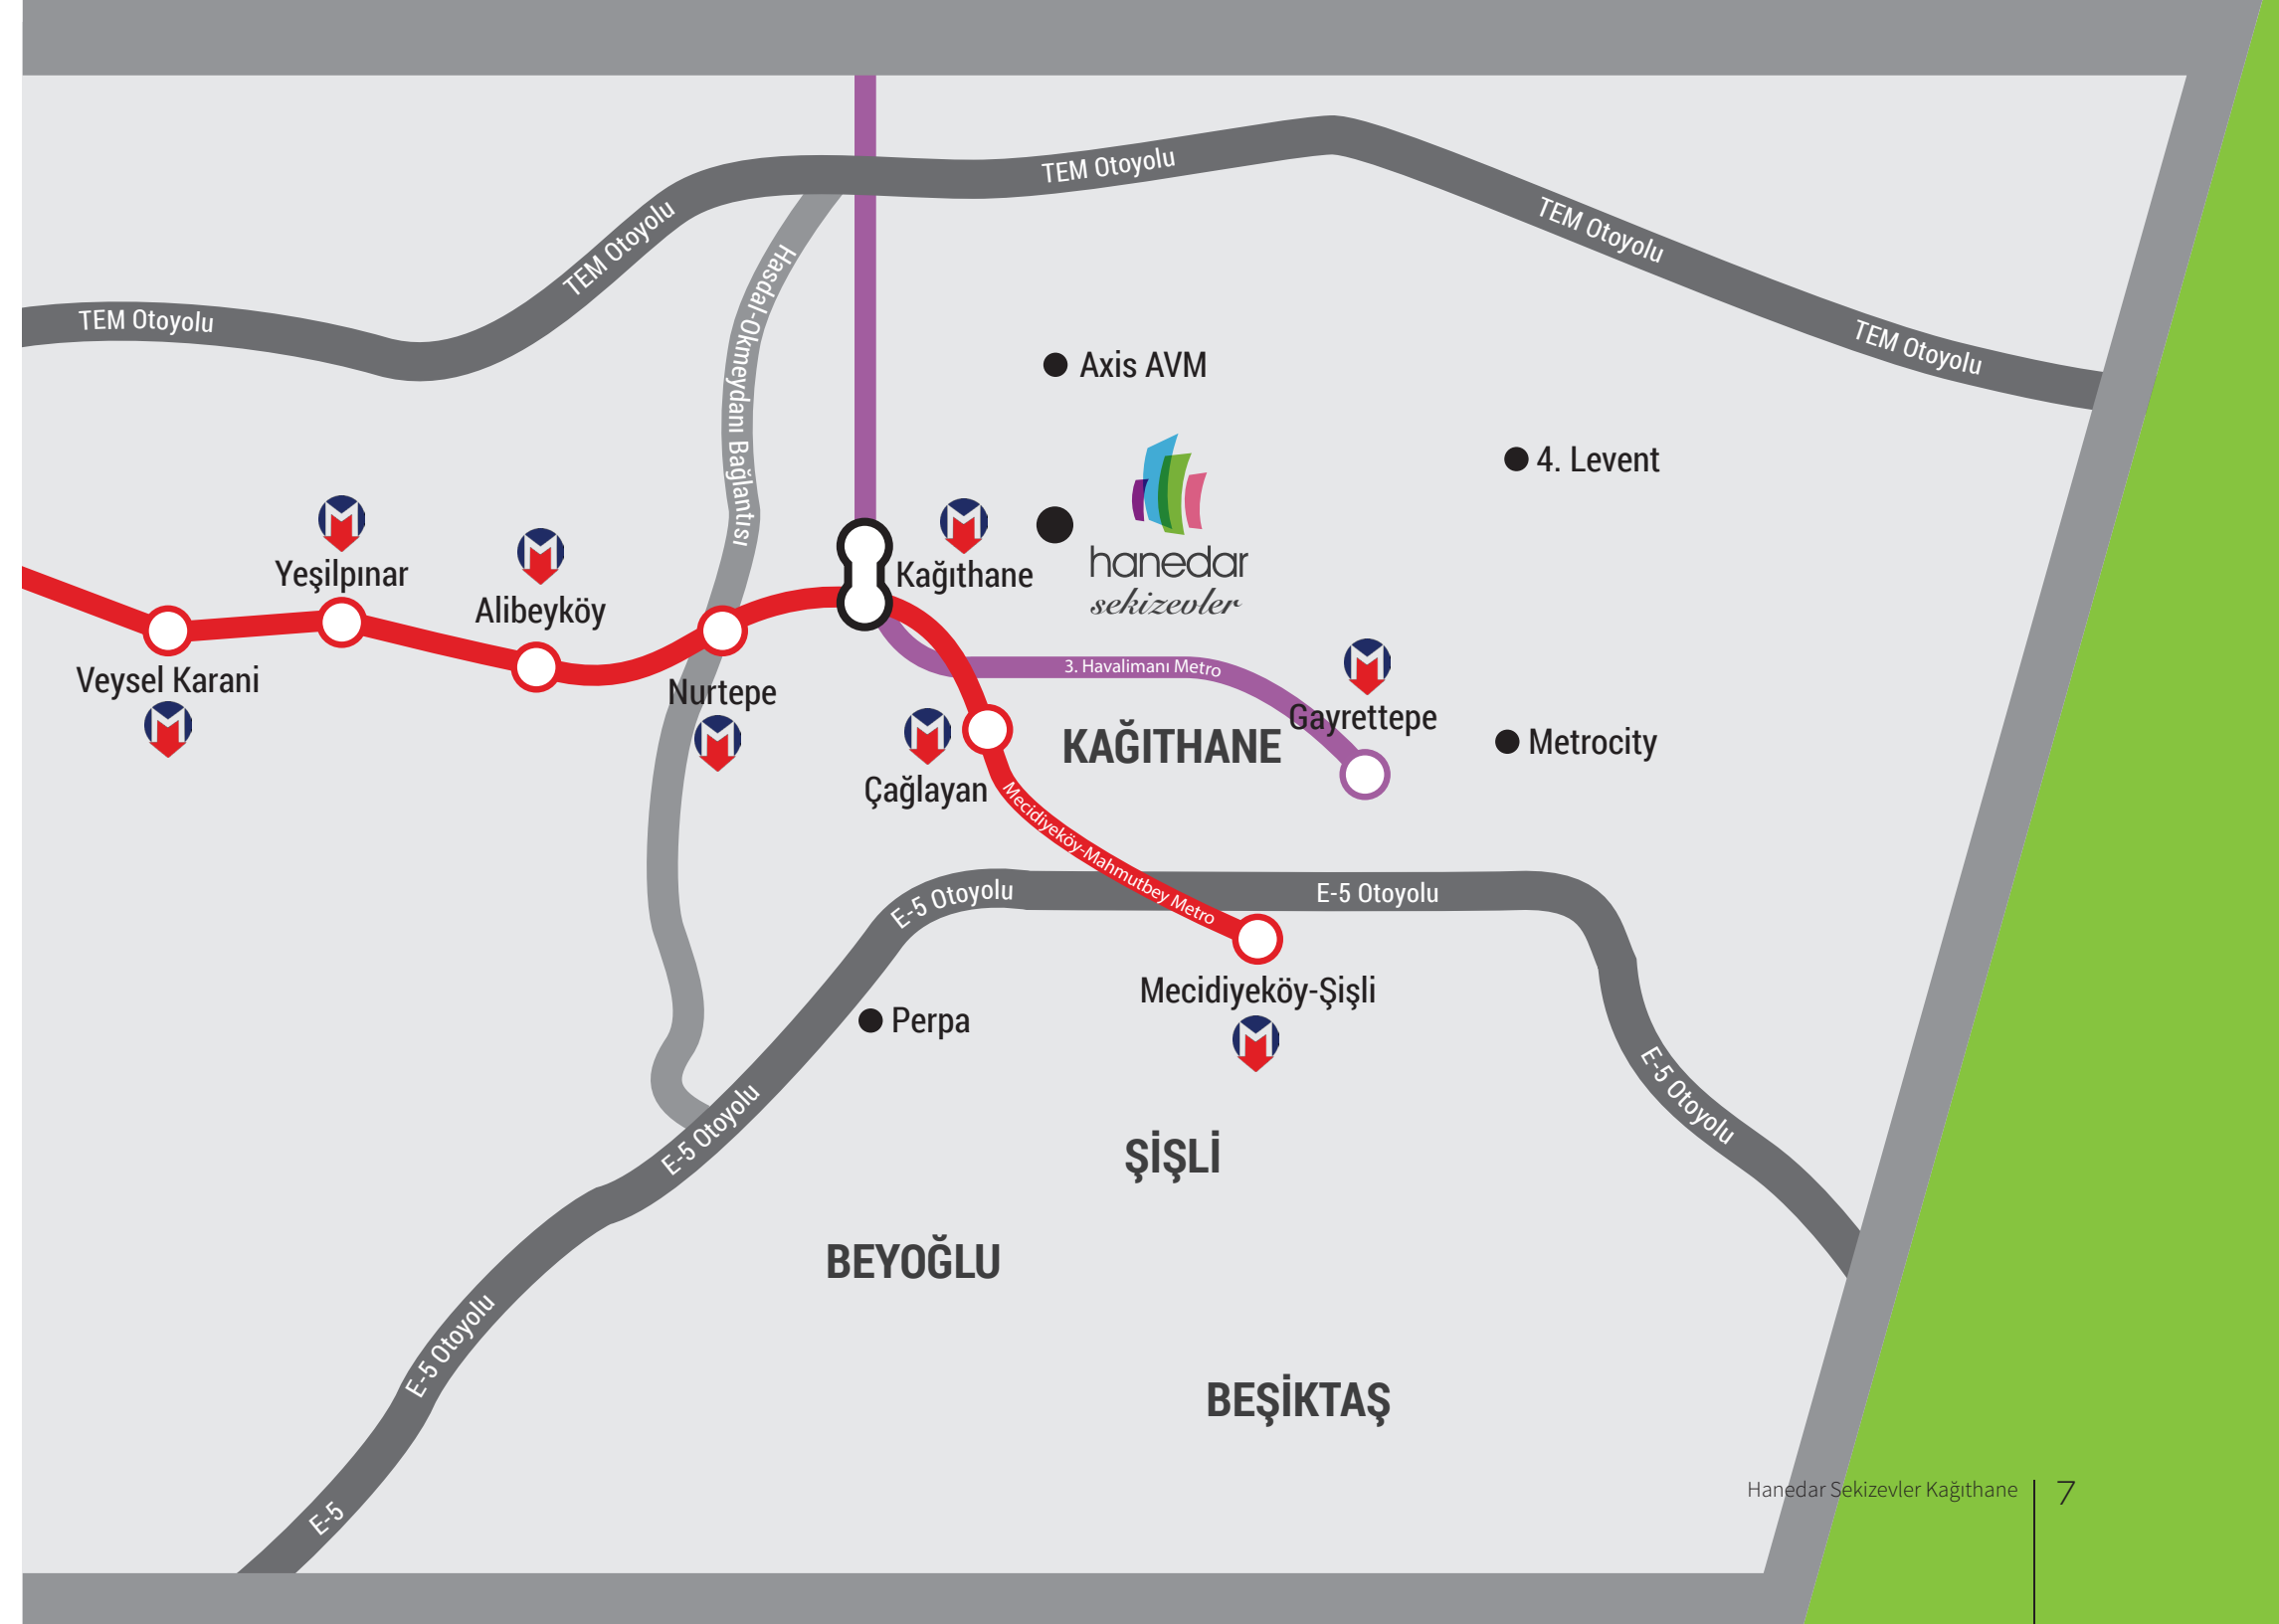 TEM Otoyolu
TEM Otoyolu
TEM Otoyolu
TEM Otoyolu
TEM Otoyolu
Hasdal-Okmeydanı Bağlantısı
Axis AVM
4. Levent
hanedar
sekizevler
Yeşilpınar
Alibeyköy
Kağıthane
Veysel Karani
Nurtepe
3. Havalimanı Metro
Gayrettepe
KAĞITHANE
Metrocity
Çağlayan
Mecidiyeköy-Mahmutbey Metro
E-5 Otoyolu
E-5 Otoyolu
Mecidiyeköy-Şişli
Perpa
E-5 Otoyolu
E-5 Otoyolu
ŞİŞLİ
BEYOĞLU
E-5 Otoyolu
BEŞİKTAŞ
E-5
Hanedar Sekizevler Kağıthane 7